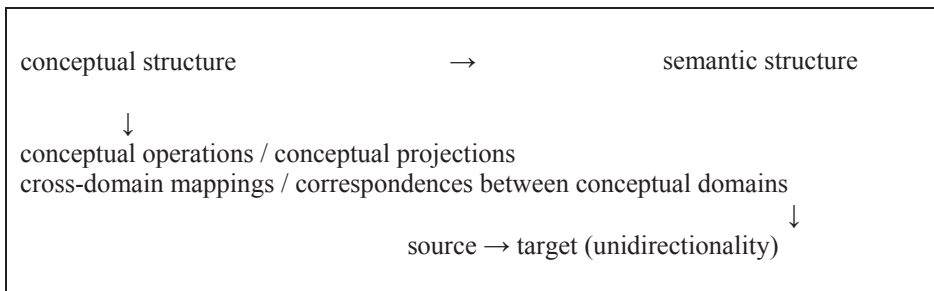 conceptual structure → semantic structure
↓
conceptual operations / conceptual projections
cross-domain mappings / correspondences between conceptual domains
↓
source → target (unidirectionality)